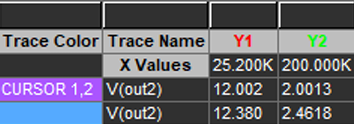 Trace Color Trace Name Y1 Y2
X Values 25.200K 200.000K
CURSOR 1,2 V(out2) 12.002 2.0013
V(out2) 12.380 2.4618